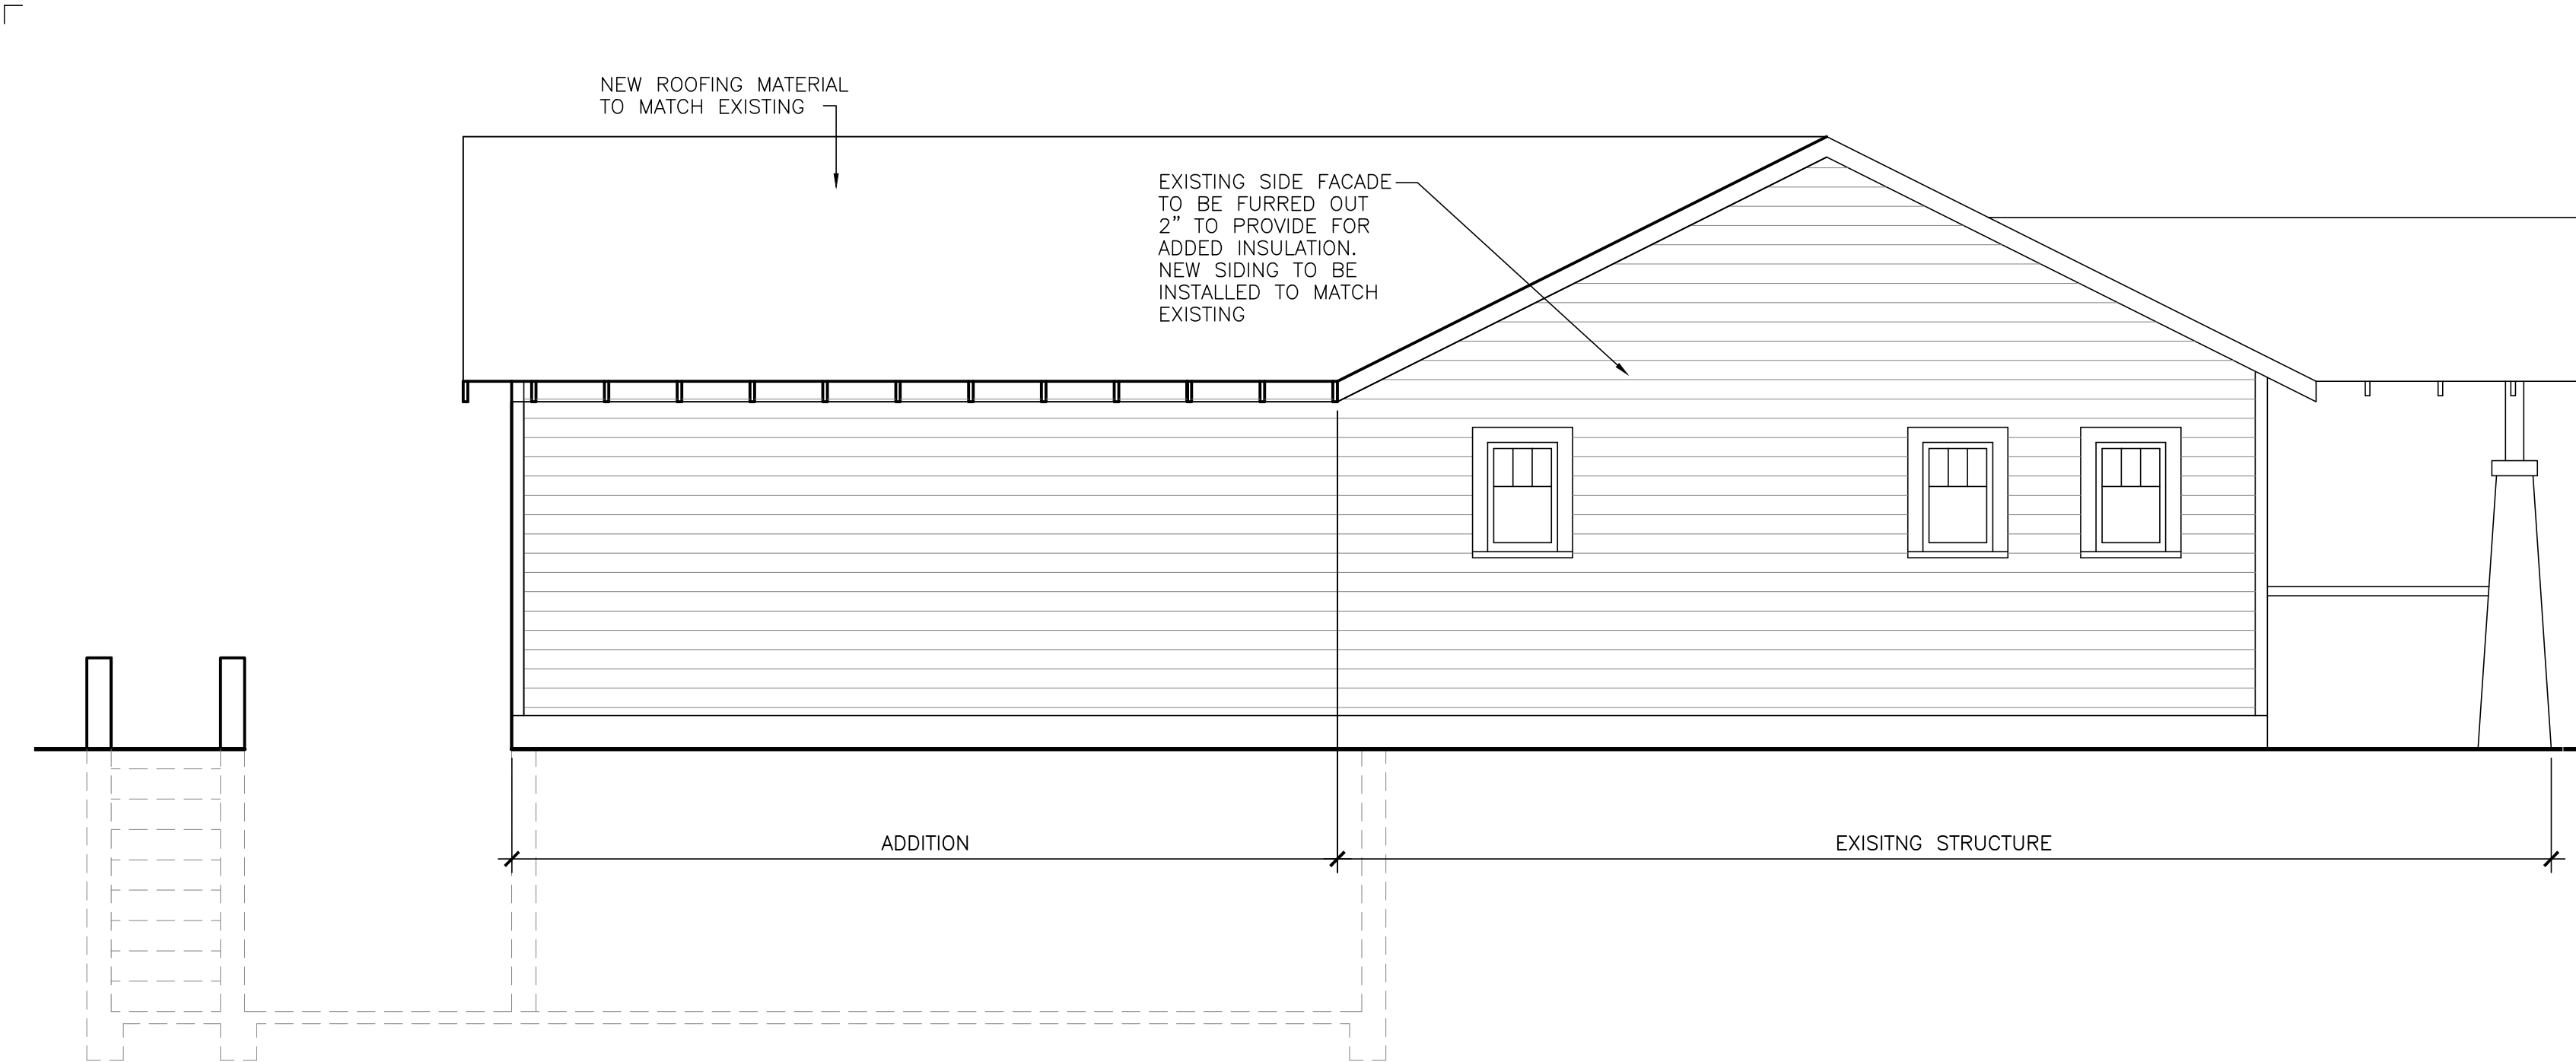 NEW ROOFING MATERIAL
TO MATCH EXISTING
EXISTING SIDE FACADE
TO BE FURRED OUT
2" TO PROVIDE FOR
ADDED INSULATION.
NEW SIDING TO BE
INSTALLED TO MATCH
EXISTING
ADDITION
EXISITNG STRUCTURE